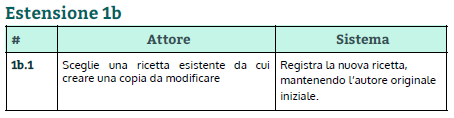 Estensione 1b
# Attore Sistema
1b.1 Sceglie una ricetta esistente da cui Registra la nuova ricetta,
creare una copia da modificare mantenendo l'autore originale
iniziale.